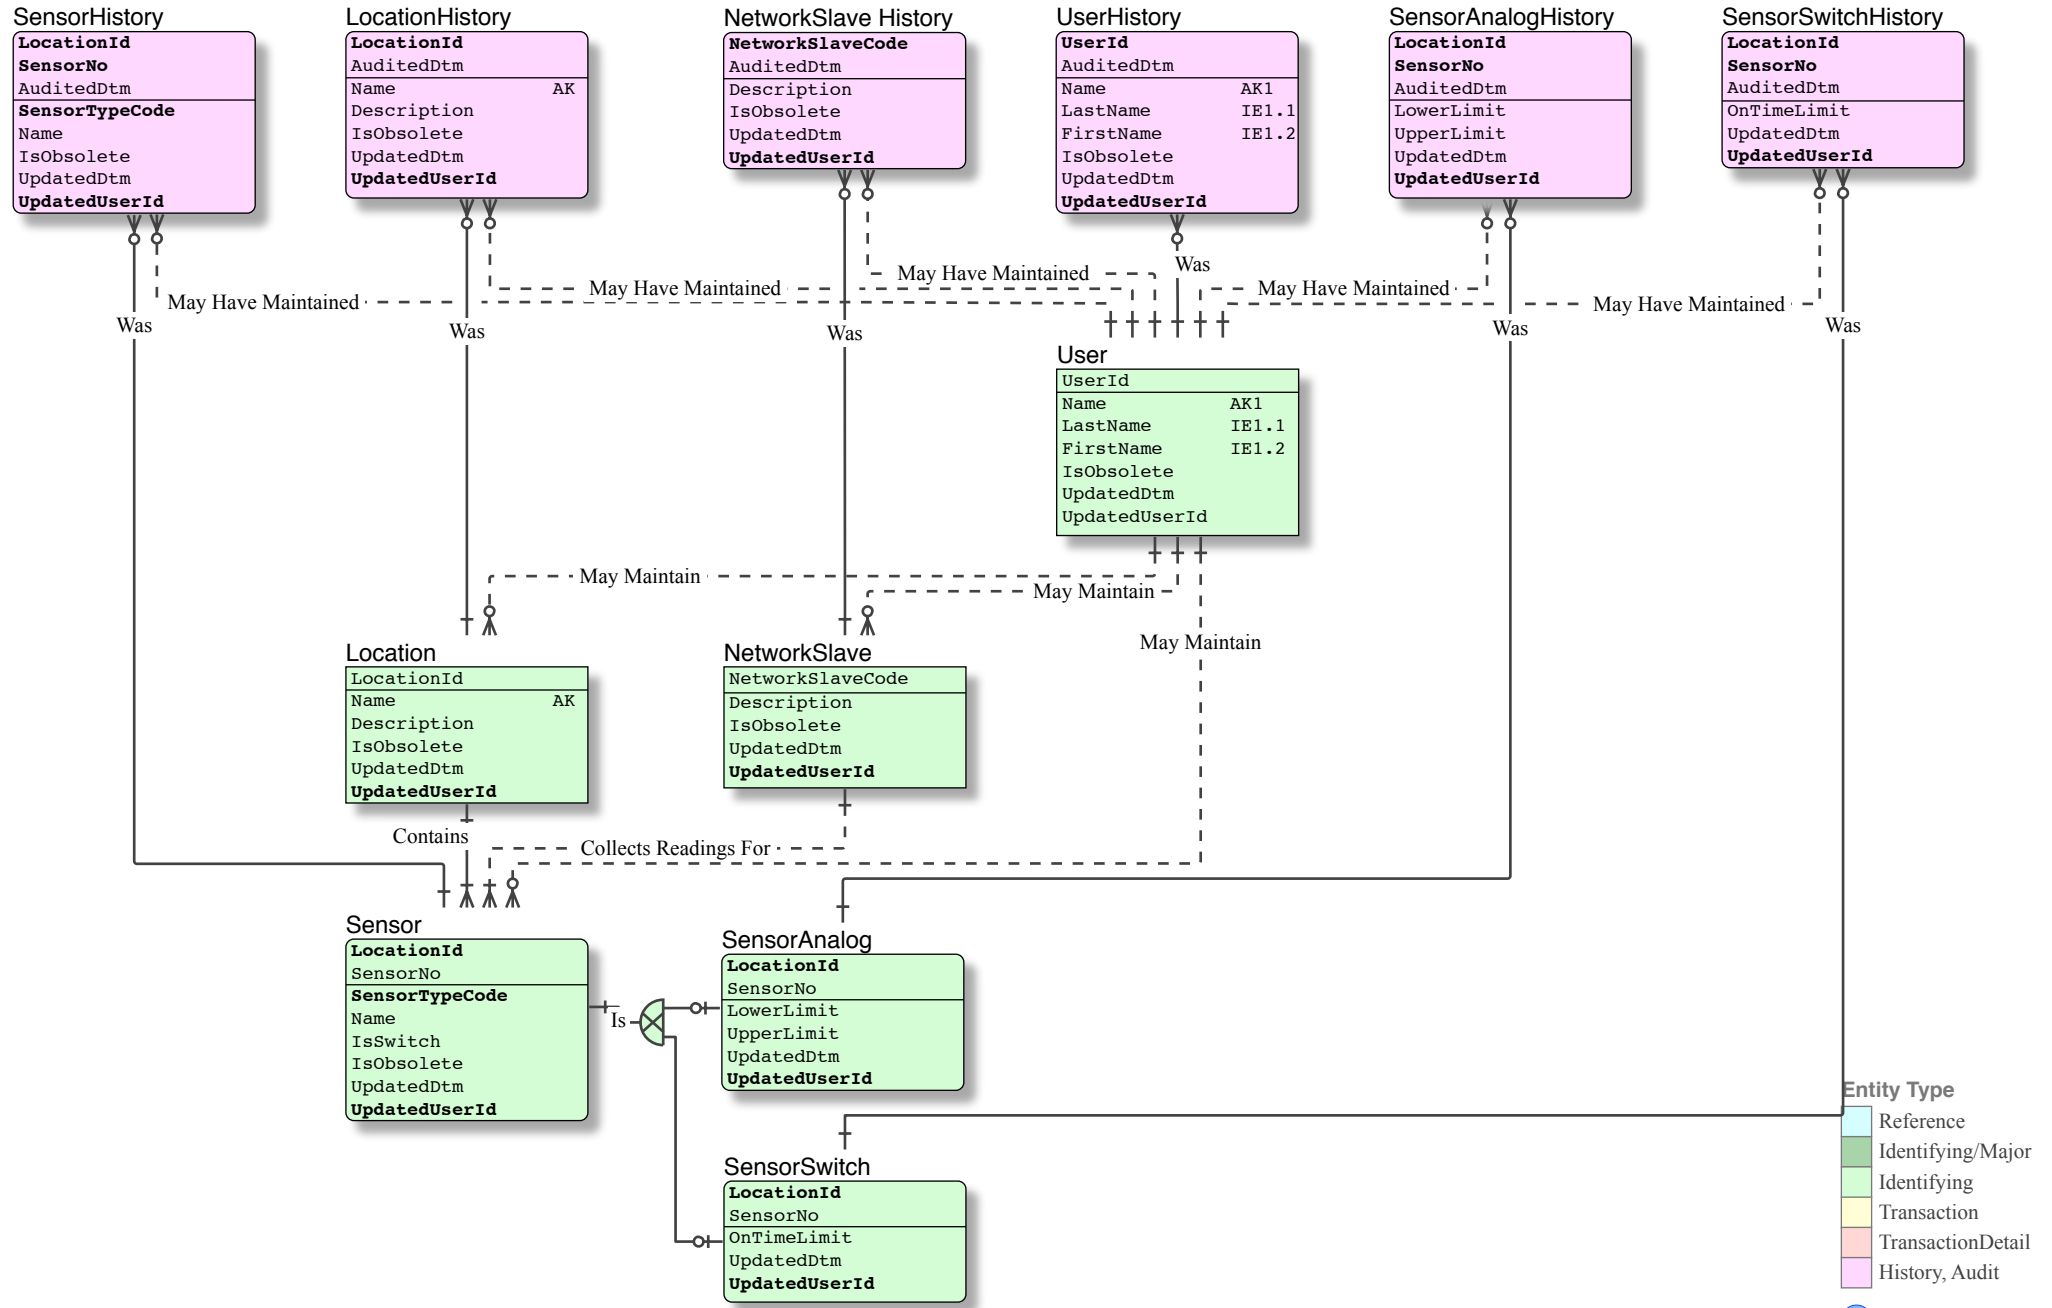 SensorHistory
LocationId
SensorNo
AuditedDtm
SensorTypeCode
Name
IsObsolete
UpdatedDtm
UpdatedUserId
LocationHistory
LocationId
AuditedDtm
Name AK
Description
IsObsolete
UpdatedDtm
UpdatedUserId
NetworkSlave History
NetworkSlaveCode
AuditedDtm
Description
IsObsolete
UpdatedDtm
UpdatedUserId
UserHistory
UserId
AuditedDtm
Name AK1
LastName IE1.1
FirstName IE1.2
IsObsolete
UpdatedDtm
UpdatedUserId
SensorAnalogHistory
LocationId
SensorNo
AuditedDtm
LowerLimit
UpperLimit
UpdatedDtm
UpdatedUserId
SensorSwitchHistory
LocationId
SensorNo
AuditedDtm
OnTimeLimit
UpdatedDtm
UpdatedUserId
Was
May Have Maintained
May Have Maintained
May Have Maintained
May Have Maintained
May Have Maintained
Was
Was
Was
Was
Was
User
UserId
Name AK1
LastName IE1.1
FirstName IE1.2
IsObsolete
UpdatedDtm
UpdatedUserId
May Maintain
May Maintain
May Maintain
Location
LocationId
Name AK
Description
IsObsolete
UpdatedDtm
UpdatedUserId
NetworkSlave
NetworkSlaveCode
Description
IsObsolete
UpdatedDtm
UpdatedUserId
Contains
Collects Readings For
Sensor
LocationId
SensorNo
SensorTypeCode
Name
IsSwitch
IsObsolete
UpdatedDtm
UpdatedUserId
Is
SensorAnalog
LocationId
SensorNo
LowerLimit
UpperLimit
UpdatedDtm
UpdatedUserId
SensorSwitch
LocationId
SensorNo
OnTimeLimit
UpdatedDtm
UpdatedUserId
Entity Type
Reference
Identifying/Major
Identifying
Transaction
TransactionDetail
History, Audit